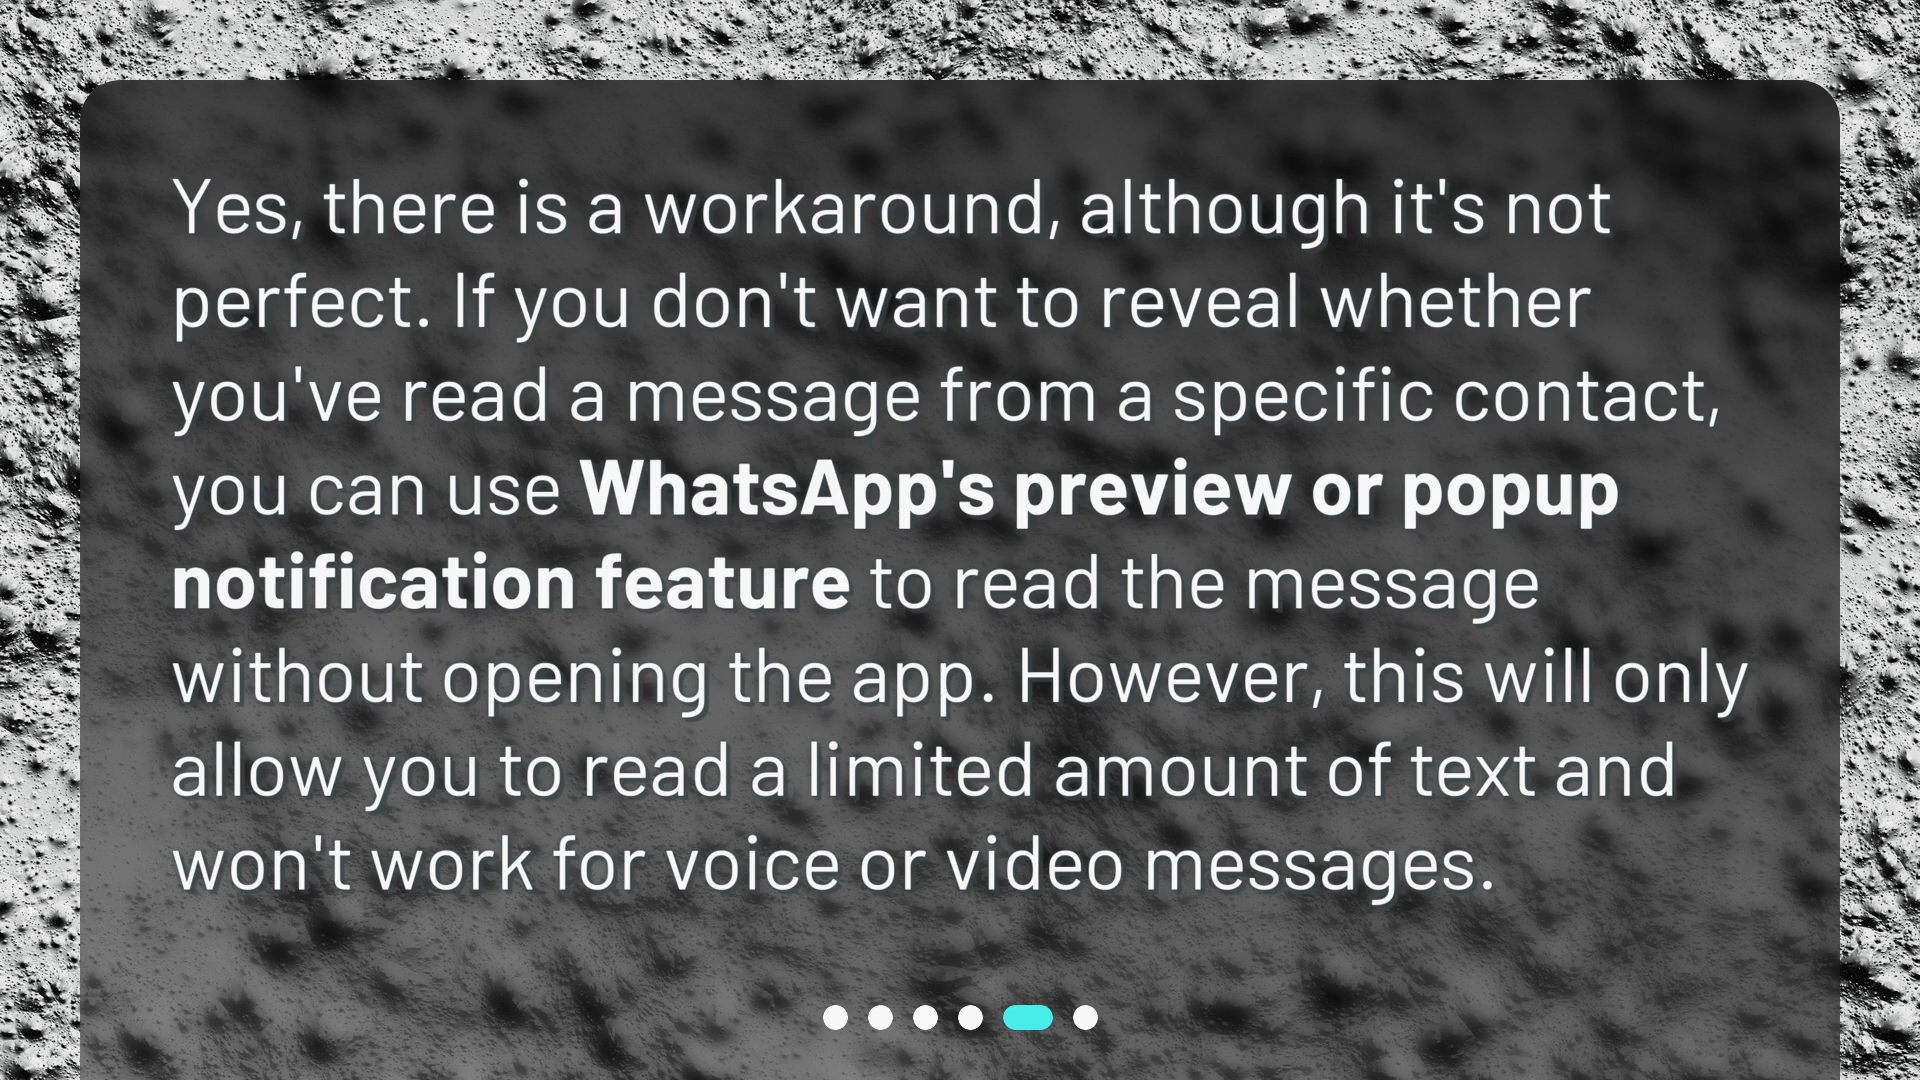 Yes, there is a workaround, although it's not
perfect. If you don't want to reveal whether
you've read a message from a specific contact,
you can use WhatsApp's preview or popup
notification feature to read the message
without opening the app. However, this will only
allow you to read a limited amount of text and
won't work for voice or video messages.